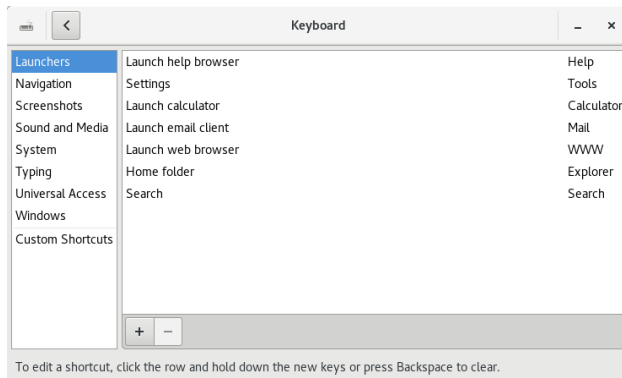 Keyboard
Launchers
Navigation
Screenshots
Sound and Media
System
Typing
Universal Access
Windows
Custom Shortcuts
Launch help browser Help
Settings Tools
Launch calculator Calculator
Launch email client Mail
Launch web browser WWW
Home folder Explorer
Search Search
To edit a shortcut, click the row and hold down the new keys or press Backspace to clear.